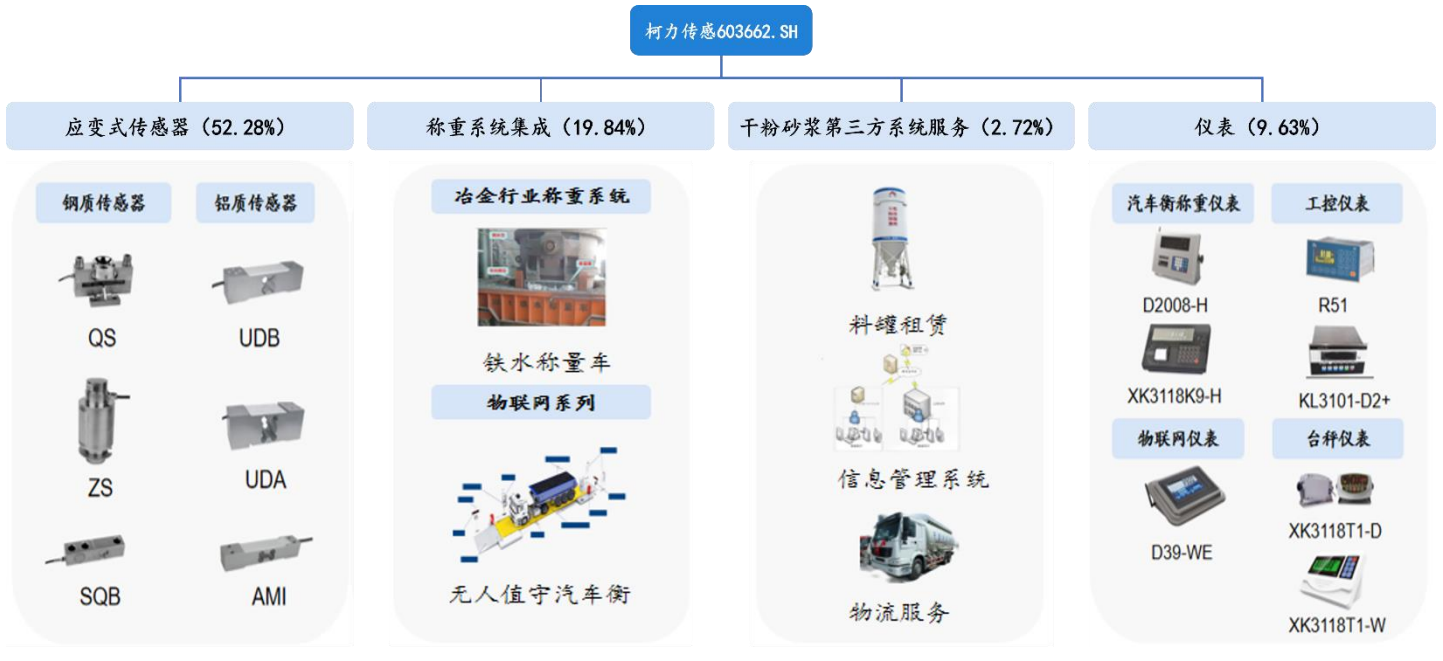 柯力传感603662.SH
应变式传感器（52.28%）
称重系统集成（19.84%）
干粉砂浆第三方系统服务（2.72%）
仪表（9.63%）
钢质传感器
铝质传感器
QS
UDB
ZS
UDA
SQB
AMI
冶金行业称重系统
铁水称量车
物联网系列
无人值守汽车衡
料罐租赁
信息管理系统
物流服务
汽车衡称重仪表
工控仪表
D2008-H
R51
XK3118K9-H
KL3101-D2+
物联网仪表
台秤仪表
D39-WE
XK3118T1-D
XK3118T1-W